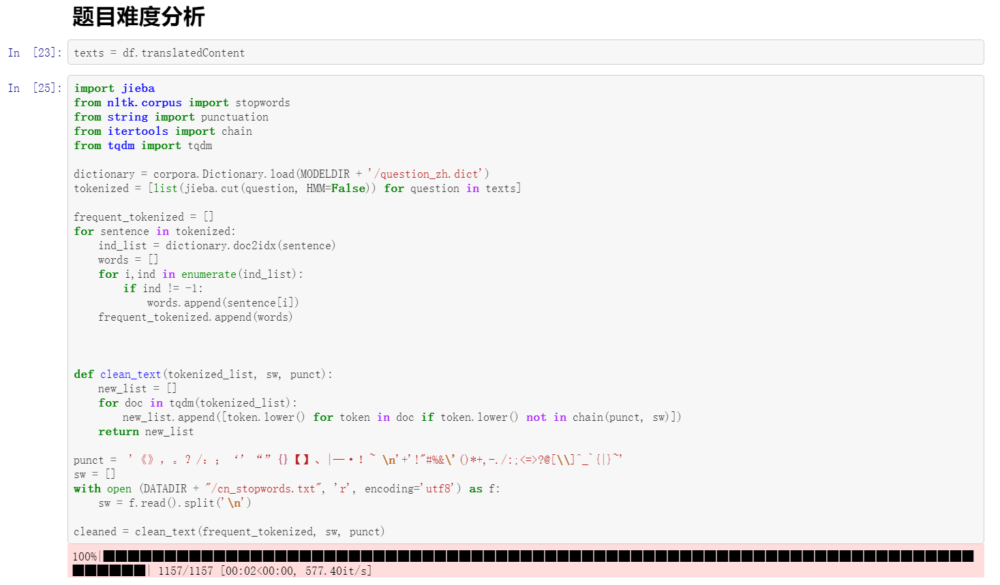 题目难度分析
In [23]: texts = df.translatedContent
In [25]: import jieba
from nltk.corpus import stopwords
from string import punctuation
from itertools import chain
from tqdm import tqdm
dictionary = corpora.Dictionary.load(MODELDIR + '/question_zh.dict')
tokenized = [list(jieba.cut(question, HMM=False)) for question in texts]
frequent_tokenized = []
for sentence in tokenized:
    ind_list = dictionary.doc2idx(sentence)
    words = []
    for i,ind in enumerate(ind_list):
        if ind != -1:
            words.append(sentence[i])
    frequent_tokenized.append(words)
def clean_text(tokenized_list, sw, punct):
    new_list = []
    for doc in tqdm(tokenized_list):
        new_list.append([token.lower() for token in doc if token.lower() not in chain(punct, sw)])
    return new_list
punct = '《》，。？/：；‘’“”{}【】、|—·！~ \n'+'!"#%&\'()*+,-./:;<=>?@[\\]^_`{|}~'
sw = []
with open (DATADIR + "/cn_stopwords.txt", 'r', encoding='utf8') as f:
    sw = f.read().split('\n')
cleaned = clean_text(frequent_tokenized, sw, punct)
100%|
| 1157/1157 [00:02<00:00, 577.40it/s]